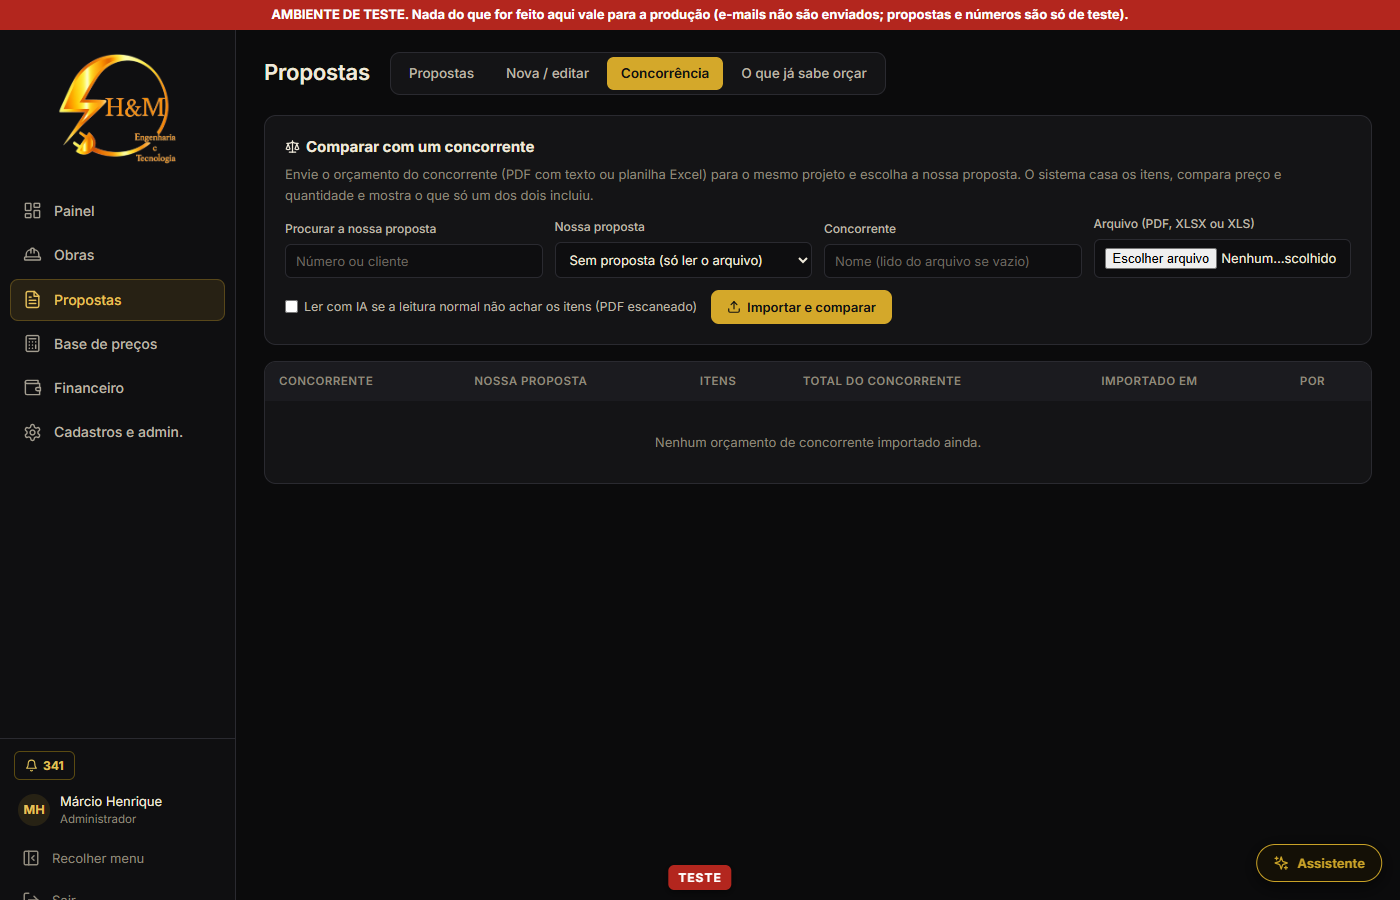 AMBIENTE DE TESTE. Nada do que for feito aqui vale para a produção (e-mails não são enviados; propostas e números são só de teste).
H&M
Engenharia
e
Tecnologia
Painel
Obras
Propostas
Base de preços
Financeiro
Cadastros e admin.
341
MH
Márcio Henrique
Administrador
Recolher menu
Sair
Propostas
Propostas
Nova / editar
Concorrência
O que já sabe orçar
Comparar com um concorrente
Envie o orçamento do concorrente (PDF com texto ou planilha Excel) para o mesmo projeto e escolha a nossa proposta. O sistema casa os itens, compara preço e
quantidade e mostra o que só um dos dois incluiu.
Procurar a nossa proposta
Número ou cliente
Nossa proposta
Sem proposta (só ler o arquivo)
Concorrente
Nome (lido do arquivo se vazio)
Arquivo (PDF, XLSX ou XLS)
Escolher arquivo Nenhum...scolhido
Ler com IA se a leitura normal não achar os itens (PDF escaneado)
Importar e comparar
CONCORRENTE NOSSA PROPOSTA ITENS TOTAL DO CONCORRENTE IMPORTADO EM POR
Nenhum orçamento de concorrente importado ainda.
TESTE
Assistente